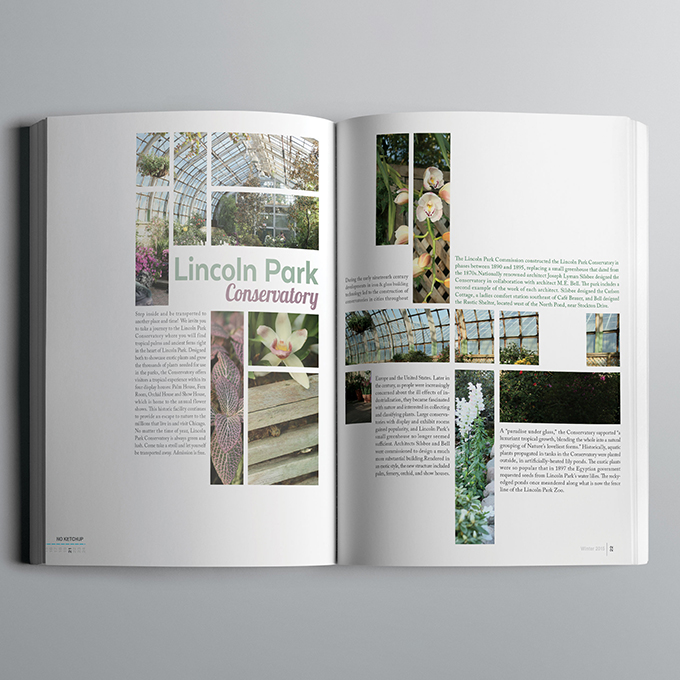 Lincoln Park
Conservatory
Step inside and be transported to
another place and time! We invite you
to take a journey to the Lincoln Park
Conservatory where you will find
tropical palms and ancient ferns right
in the heart of Lincoln Park. Designed
both to showcase exotic plants and grow
the thousands of plants needed for use
in the parks, the Conservatory offers
visitors a tropical experience within its
four display houses: Palm House, Fern
Room, Orchid House and Show House,
which is home to the annual flower
shows. This historic facility continues
to provide an escape to nature to the
millions that live in and visit Chicago.
No matter the time of year, Lincoln
Park Conservatory is always green and
lush. Come take a stroll and let yourself
be transported away. Admission is free.
NO KETCHUP
During the early nineteenth century
developments in iron & glass building
technology led to the construction of
conservatories in cities throughout
The Lincoln Park Commission constructed the Lincoln Park Conservatory in
phases between 1890 and 1895, replacing a small greenhouse that dated from
the 1870s. Nationally renowned architect Joseph Lyman Silsbee designed the
Conservatory in collaboration with architect M.E. Bell. The park includes a
second example of the work of each architect. Silsbee designed the Carlson
Cottage, a ladies comfort station southeast of Café Brauer, and Bell designed
the Rustic Shelter, located west of the North Pond, near Stockton Drive.
Europe and the United States. Later in
the century, as people were increasingly
concerned about the ill effects of in-
dustrialization, they became fascinated
with nature and interested in collecting
and classifying plants. Large conserva-
tories with display and exhibit rooms
gained popularity, and Lincoln Park's
small greenhouse no longer seemed
sufficient. Architects Silsbee and Bell
were commissioned to design a much
more substantial building. Rendered in
an exotic style, the new structure included
palm, fernery, orchid, and show houses.
A "paradise under glass," the Conservatory supported "a
luxuriant tropical growth, blending the whole into a natural
grouping of Nature's loveliest forms." Historically, aquatic
plants propagated in tanks in the Conservatory were planted
outside, in artificially-heated lily ponds. The exotic plants
were so popular that in 1897 the Egyptian government
requested seeds from Lincoln Park's water lilies. The rocky-
edged ponds once meandered along what is now the fence
line of the Lincoln Park Zoo.
Winter